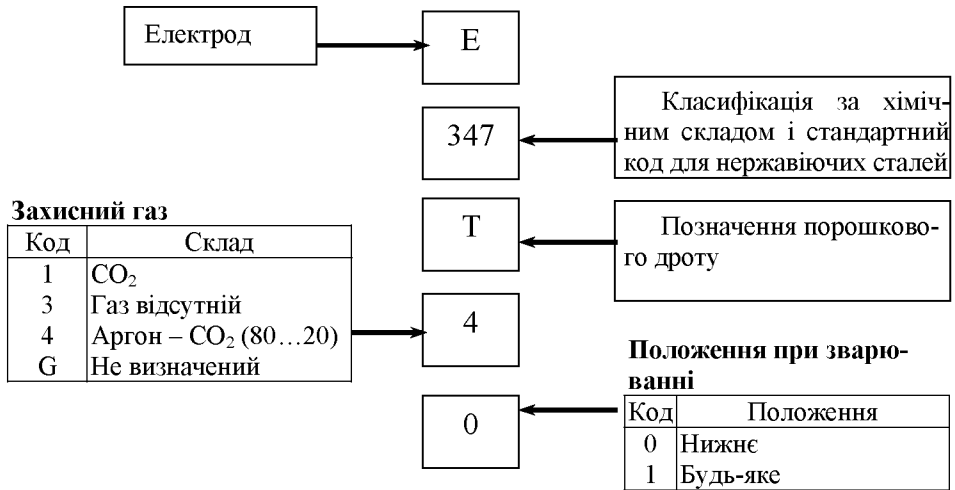 Електрод
E
347
Класифікація за хіміч-
ним складом і стандартний
код для нержавіючих сталей
T
Позначення порошково-
го дроту
Захисний газ
Код Склад
1 CO₂
3 Газ відсутній
4 Аргон – CO₂ (80…20)
G Не визначений
4
0
Положення при зварю-
ванні
Код Положення
0 Нижнє
1 Будь-яке